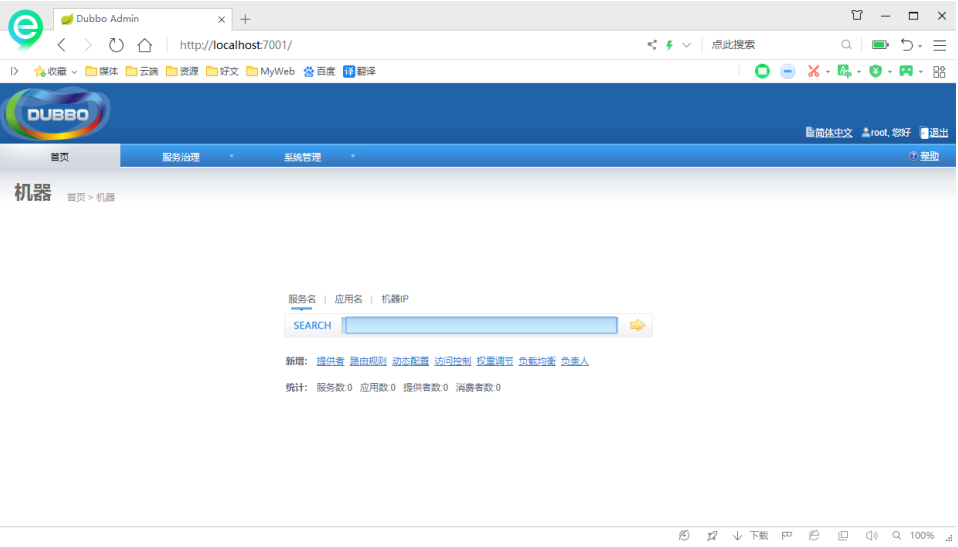 Dubbo Admin
http://localhost:7001/ 点此搜索
收藏 媒体 云端 资源 好文 MyWeb 百度 译 翻译
DUBBO
简体中文 root, 您好 退出
首页 服务治理 系统管理 帮助
机器 首页 > 机器
服务名 | 应用名 | 机器IP
SEARCH
新增: 提供者 路由规则 动态配置 访问控制 权重调节 负载均衡 负责人
统计: 服务数:0 应用数:0 提供者数:0 消费者数:0
下载 100%